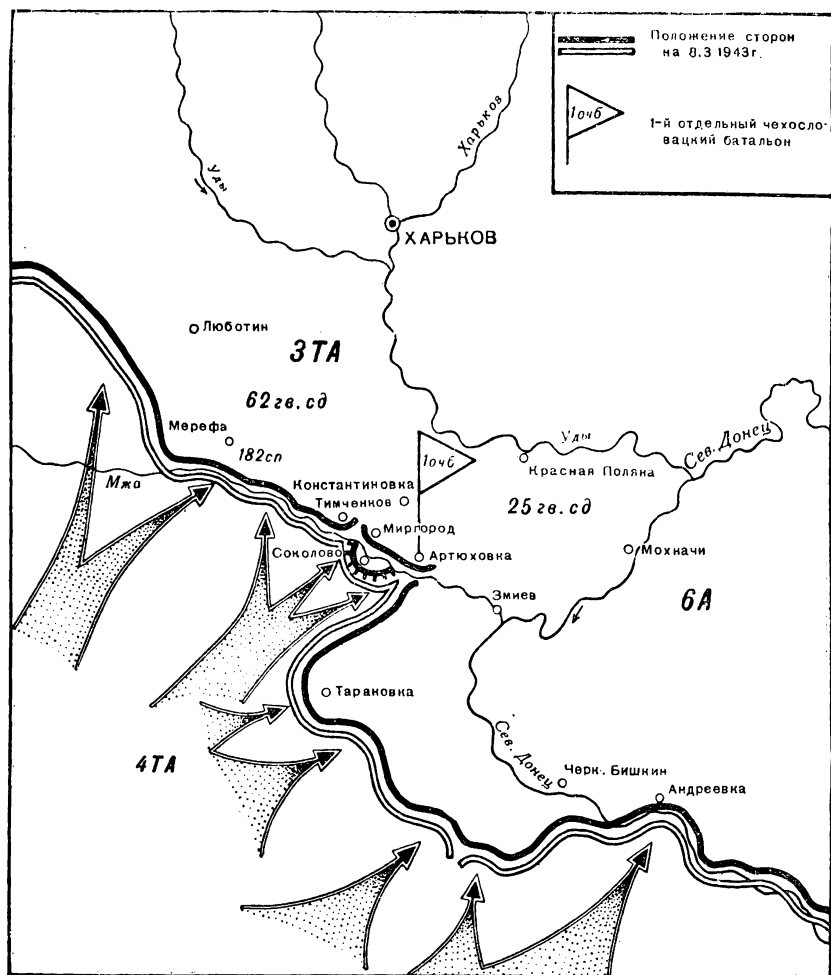 Положение сторон
на 8.3 1943г.
1очб
1-й отдельный чехосло-
вацкий батальон
Уды
Харьков
ХАРЬКОВ
Люботин
3ТА
62гв.сд
Мерефа
182сп
Мжа
Константиновка
Тимченков
1очб
Уды
Сев. Донец
Красная Поляна
25гв.сд
Миргород
Соколово
Артюховка
Мохначи
Змиев
6А
Тарановка
4ТА
Сев. Донец
Черк. Бишкин
Андреевка